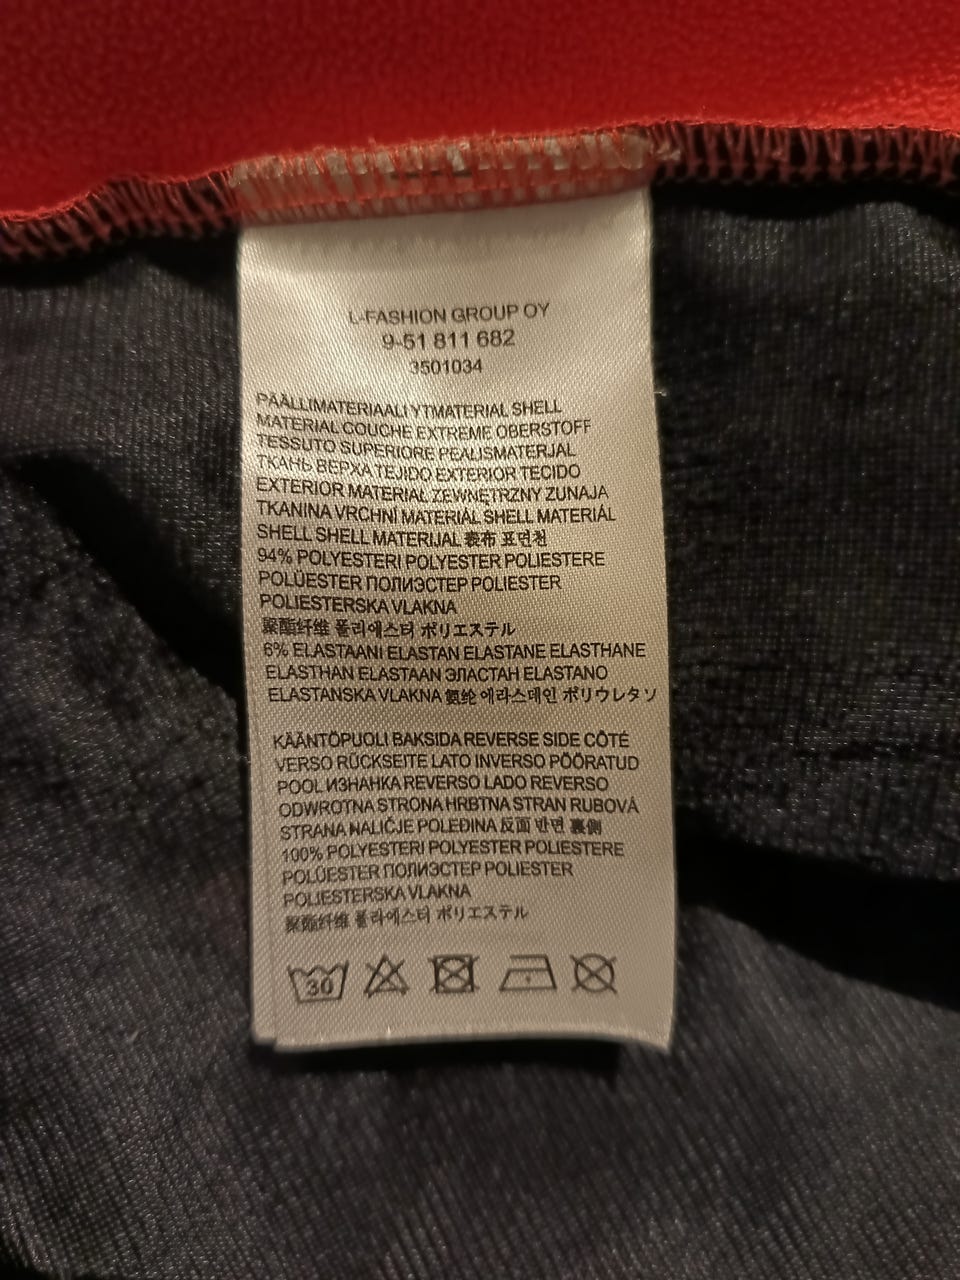 L-FASHION GROUP OY
9-51 811 682
3501034
PÄÄLLIMATERIAALI YTMATERIAL SHELL
MATERIAL COUCHE EXTREME OBERSTOFF
TESSUTO SUPERIORE PEALISMATERJAL
ТКАНЬ ВЕРХА TEJIDO EXTERIOR TECIDO
EXTERIOR MATERIAŁ ZEWNĘTRZNY ZUNAJA
TKANINA VRCHNÍ MATERIÁL SHELL MATERIÁL
SHELL SHELL MATERIJAL 表布 표면천
94% POLYESTERI POLYESTER POLIESTERE
POLÜESTER ПОЛИЭСТЕР POLIESTER
POLIESTERSKA VLAKNA
聚酯纤维 폴리에스터 ポリエステル
6% ELASTAANI ELASTAN ELASTANE ELASTHANE
ELASTHAN ELASTAAN ЭЛАСТАН ELASTANO
ELASTANSKA VLAKNA 氨纶 에라스데인 ポリウレタソ
KÄÄNTÖPUOLI BAKSIDA REVERSE SIDE CÔTÉ
VERSO RÜCKSEITE LATO INVERSO PÖÖRATUD
POOL ИЗНАНКА REVERSO LADO REVERSO
ODWROTNA STRONA HRBTNA STRAN RUBOVÁ
STRANA NALIČJE POLEĐINA 反面 반면 裏側
100% POLYESTERI POLYESTER POLIESTERE
POLÜESTER ПОЛИЭСТЕР POLIESTER
POLIESTERSKA VLAKNA
聚酯纤维 폴리에스터 ポリエステル
30